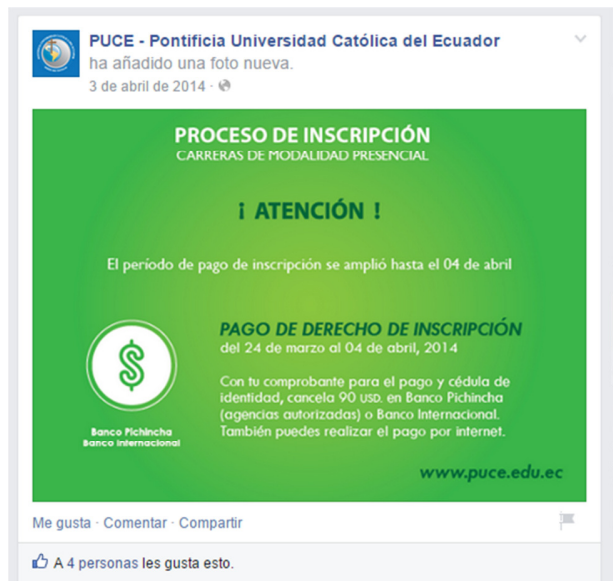 PUCE - Pontificia Universidad Católica del Ecuador
ha añadido una foto nueva.
3 de abril de 2014 ·
PROCESO DE INSCRIPCIÓN
CARRERAS DE MODALIDAD PRESENCIAL
¡ ATENCIÓN !
El período de pago de inscripción se amplió hasta el 04 de abril
PAGO DE DERECHO DE INSCRIPCIÓN
del 24 de marzo al 04 de abril, 2014
Con tu comprobante para el pago y cédula de
identidad, cancela 90 USD. en Banco Pichincha
(agencias autorizadas) o Banco Internacional.
También puedes realizar el pago por internet.
$
Banco Pichincha
Banco Internacional
www.puce.edu.ec
Me gusta · Comentar · Compartir
A 4 personas les gusta esto.